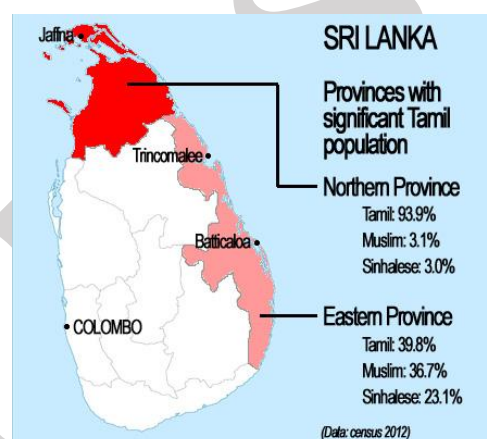 SRI LANKA
Provinces with
significant Tamil
population
Northern Province
Tamil: 93.9%
Muslim: 3.1%
Sinhalese: 3.0%
Eastern Province
Tamil: 39.8%
Muslim: 36.7%
Sinhalese: 23.1%
(Data: census 2012)
Jaffna
Trincomalee
Batticaloa
COLOMBO